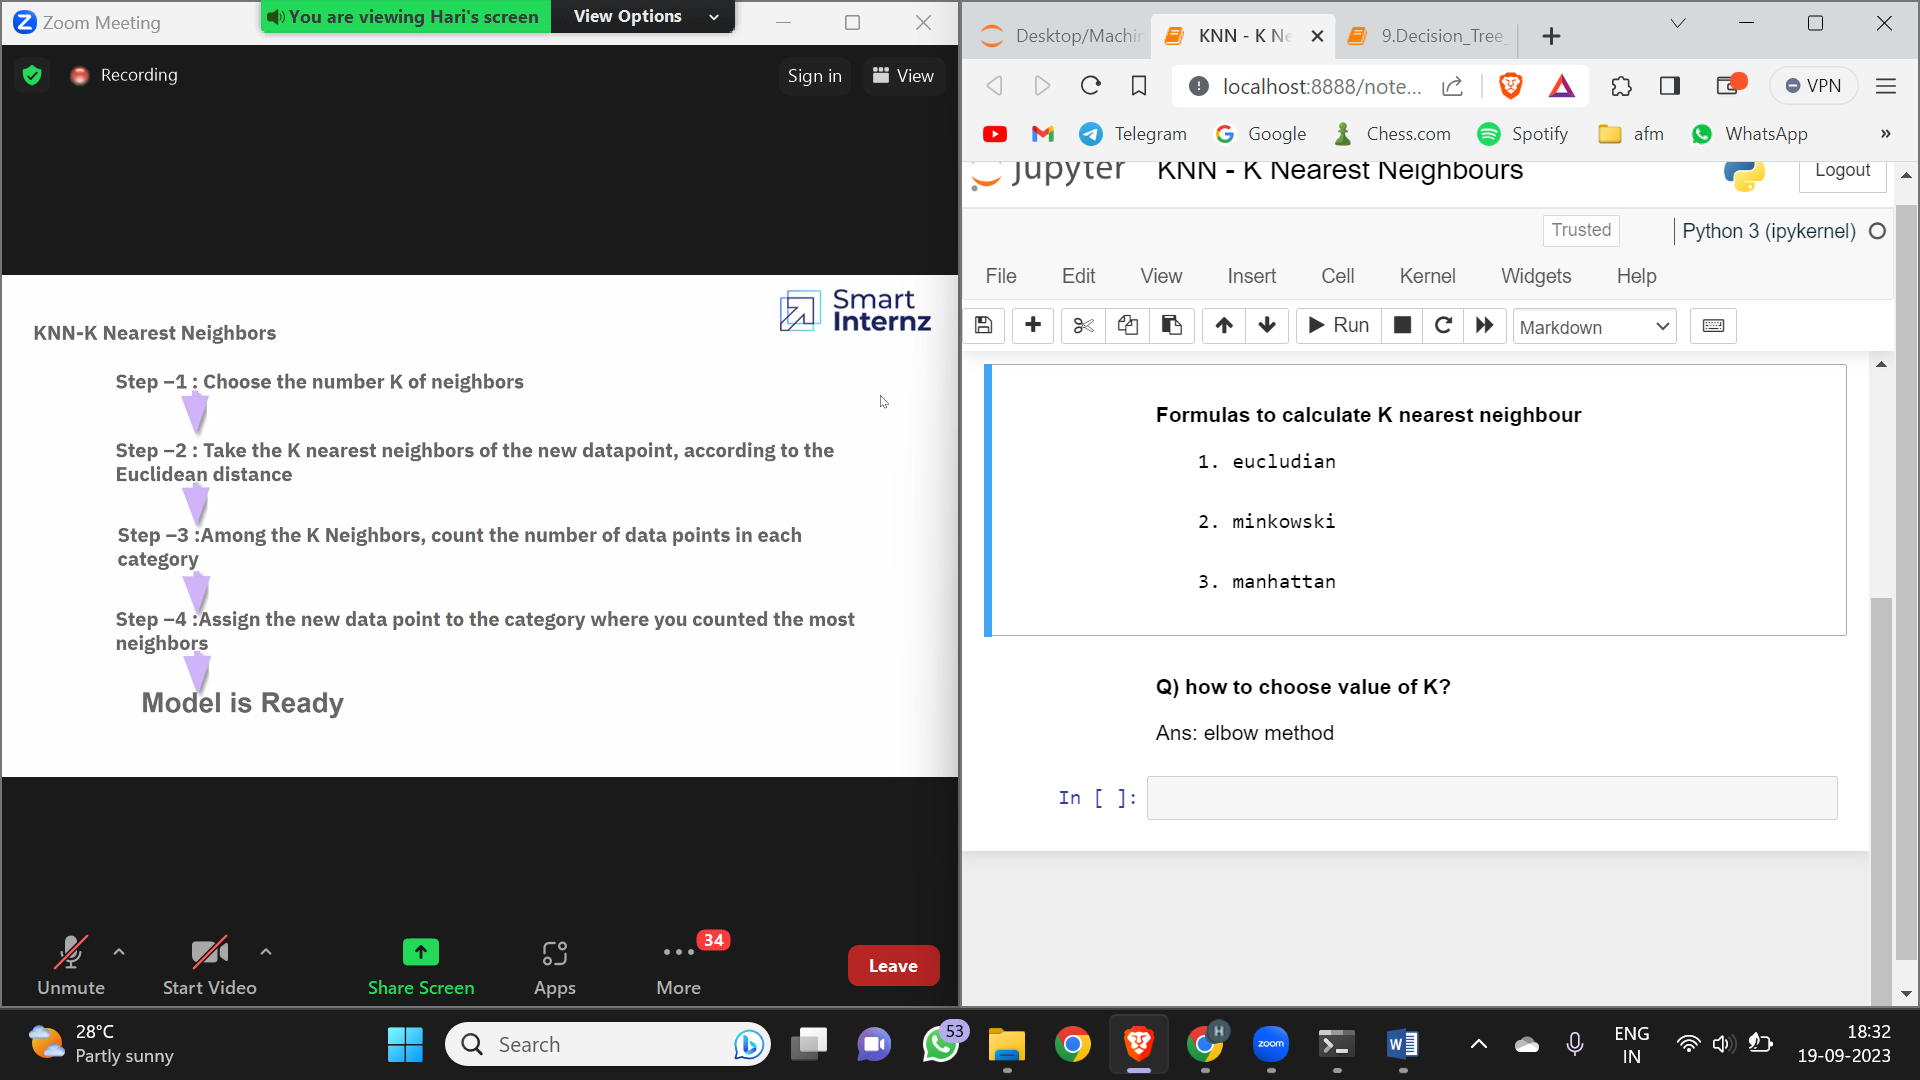 Zoom Meeting
You are viewing Hari's screen
View Options
Recording
Sign in
View
Smart
Internz
KNN-K Nearest Neighbors
Step –1 : Choose the number K of neighbors
Step –2 : Take the K nearest neighbors of the new datapoint, according to the
Euclidean distance
Step –3 :Among the K Neighbors, count the number of data points in each
category
Step –4 :Assign the new data point to the category where you counted the most
neighbors
Model is Ready
Unmute
Start Video
Share Screen
Apps
34
More
Leave
Desktop/Machin
KNN - K Ne
9.Decision_Tree_
localhost:8888/note...
VPN
Telegram
Google
Chess.com
Spotify
afm
WhatsApp
»
jupyter
KNN - K Nearest Neighbours
Logout
Trusted
Python 3 (ipykernel)
File
Edit
View
Insert
Cell
Kernel
Widgets
Help
Run
Markdown
Formulas to calculate K nearest neighbour
1. eucludian
2. minkowski
3. manhattan
Q) how to choose value of K?
Ans: elbow method
In [ ]:
28°C
Partly sunny
Search
53
H
zoom
W
ENG
IN
18:32
19-09-2023